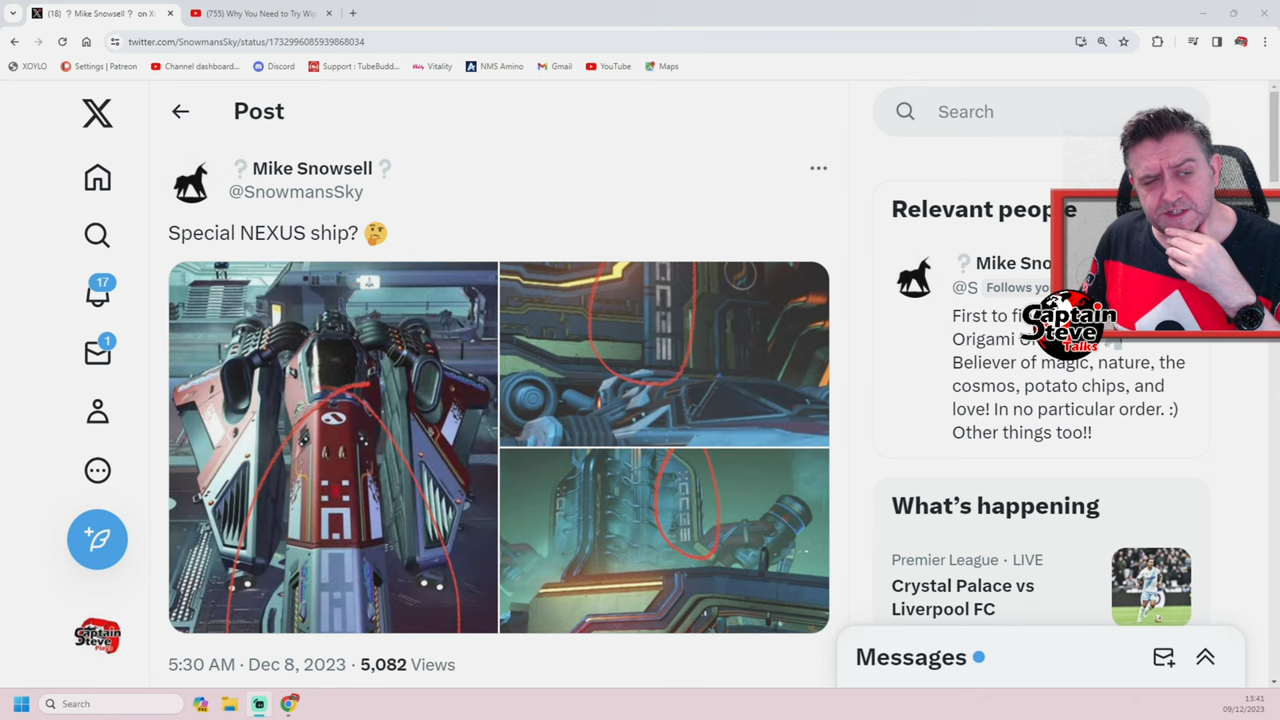 (18) ❔ Mike Snowsell ❔ on X:
(755) Why You Need to Try Wip
twitter.com/SnowmansSky/status/1732996085939868034
XOYLO
Settings | Patreon
Channel dashboard...
Discord
Support : TubeBudd...
Vitality
NMS Amino
Gmail
YouTube
Maps
Post
Search
❔ Mike Snowsell ❔
@SnowmansSky
Special NEXUS ship? 🤔
17
1
Relevant people
❔ Mike Sno
@S Follows yo
First to fi
Origami
Believer of magic, nature, the
cosmos, potato chips, and
love! In no particular order. :)
Other things too!!
Captain
Steve
Talks
What's happening
Premier League · LIVE
Crystal Palace vs
Liverpool FC
5:30 AM · Dec 8, 2023 · 5,082 Views
Messages
Captain
Steve
Plays
Search
13:41
09/12/2023